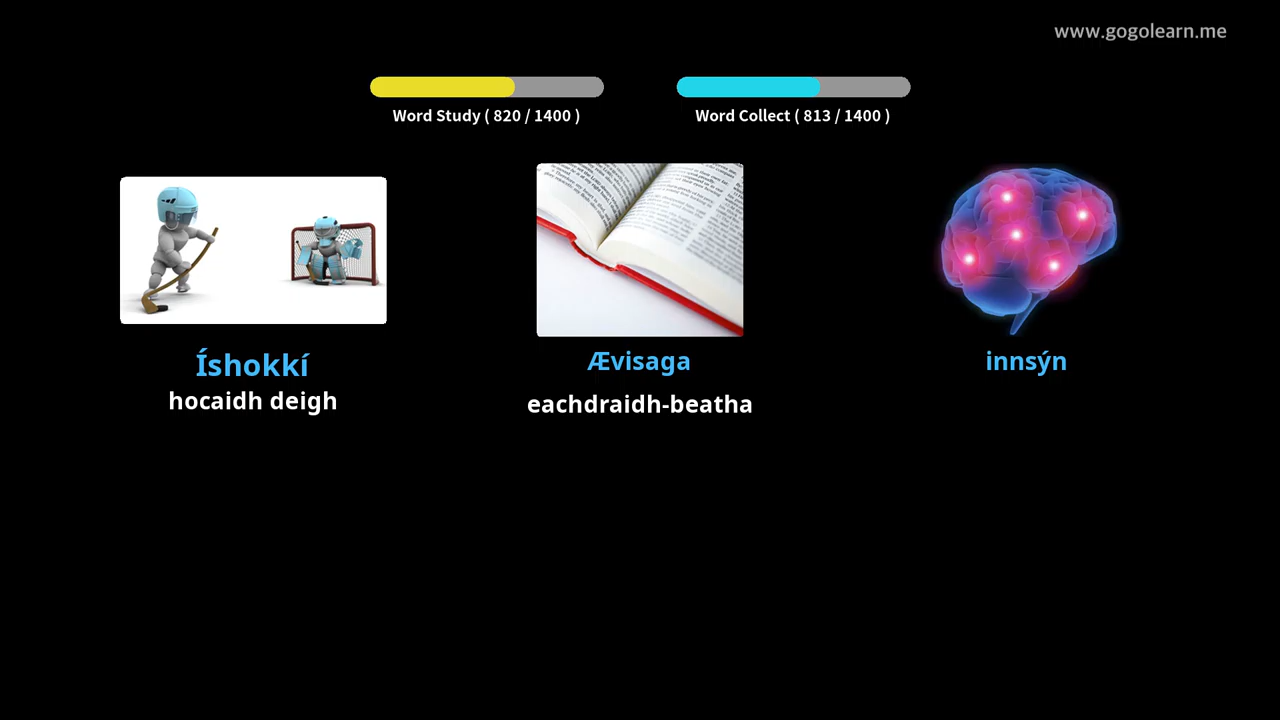 www.gogolearn.me
Word Study ( 820 / 1400 )
Word Collect ( 813 / 1400 )
Íshokkí
hocaidh deigh
Ævisaga
eachdraidh-beatha
innsýn